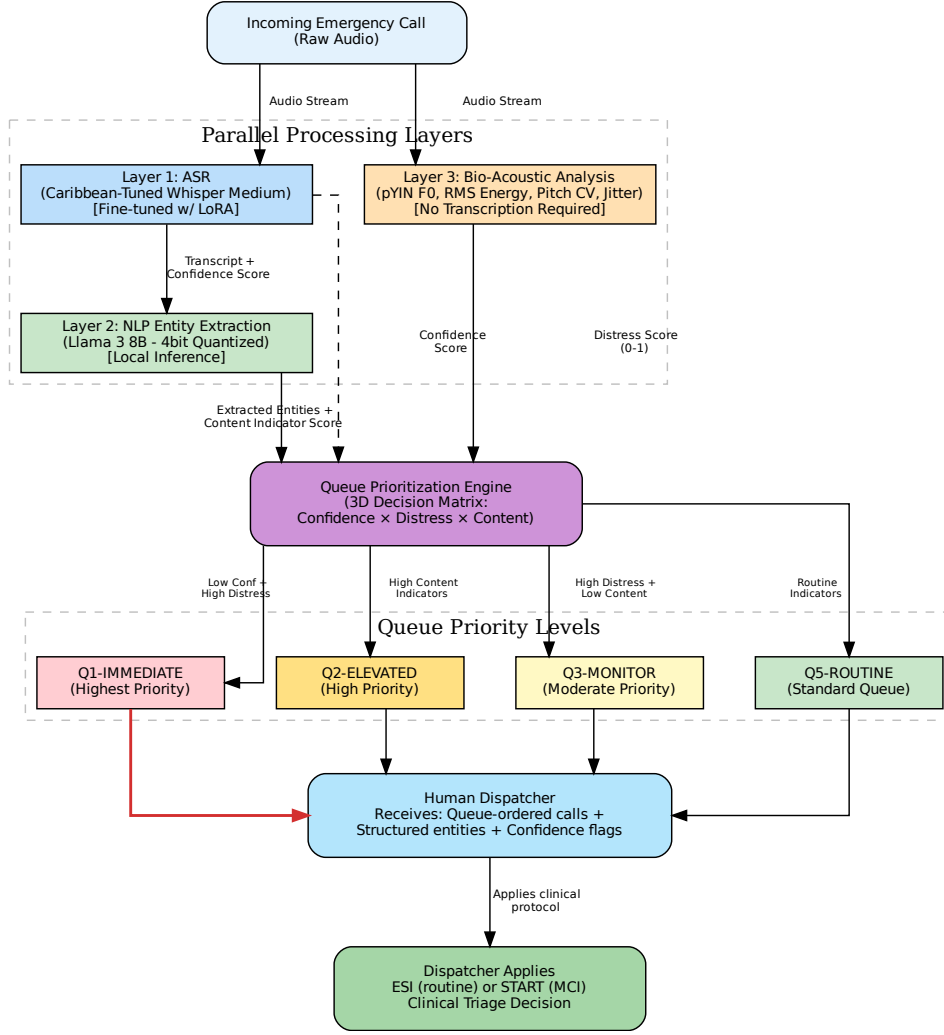 Incoming Emergency Call
(Raw Audio)
Audio Stream
Audio Stream
Parallel Processing Layers
Layer 1: ASR
(Caribbean-Tuned Whisper Medium)
[Fine-tuned w/ LoRA]
Layer 3: Bio-Acoustic Analysis
(pYIN F0, RMS Energy, Pitch CV, Jitter)
[No Transcription Required]
Transcript +
Confidence Score
Layer 2: NLP Entity Extraction
(Llama 3 8B - 4bit Quantized)
[Local Inference]
Confidence
Score
Distress Score
(0-1)
Extracted Entities +
Content Indicator Score
Queue Prioritization Engine
(3D Decision Matrix:
Confidence × Distress × Content)
Low Conf +
High Distress
High Content
Indicators
High Distress +
Low Content
Routine
Indicators
Queue Priority Levels
Q1-IMMEDIATE
(Highest Priority)
Q2-ELEVATED
(High Priority)
Q3-MONITOR
(Moderate Priority)
Q5-ROUTINE
(Standard Queue)
Human Dispatcher
Receives: Queue-ordered calls +
Structured entities + Confidence flags
Applies clinical
protocol
Dispatcher Applies
ESI (routine) or START (MCI)
Clinical Triage Decision